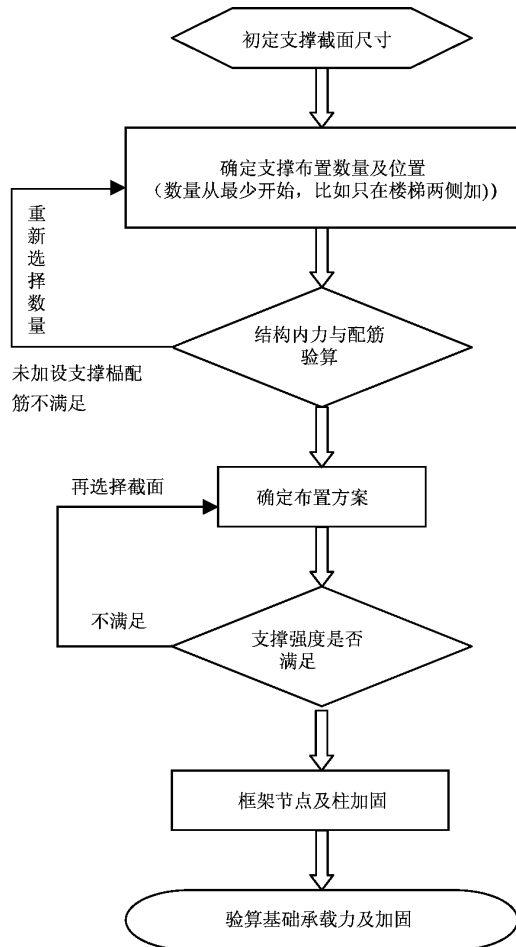 初定支撑截面尺寸
确定支撑布置数量及位置
（数量从最少开始，比如只在楼梯两侧加)）
重
新
选
择
数
量
结构内力与配筋
验算
未加设支撑榀配
筋不满足
再选择截面
确定布置方案
不满足
支撑强度是否
满足
框架节点及柱加固
验算基础承载力及加固